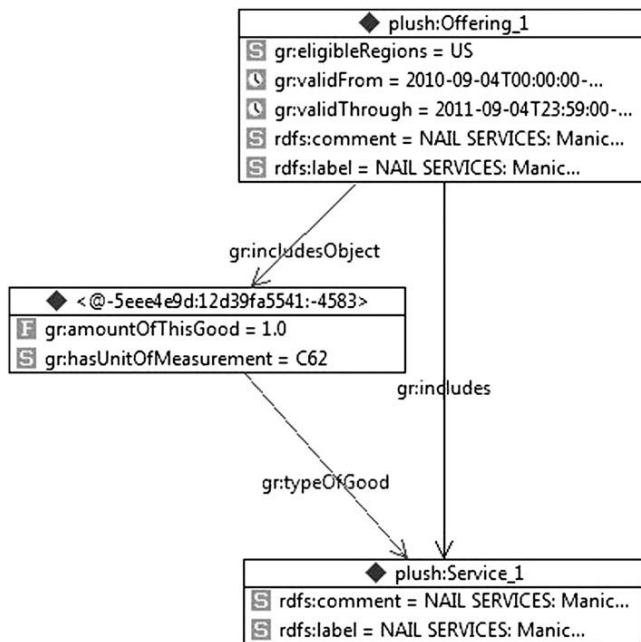 plush:Offering_1
S gr:eligibleRegions = US
gr:validFrom = 2010-09-04T00:00:00-...
gr:validThrough = 2011-09-04T23:59:00-...
S rdfs:comment = NAIL SERVICES: Manic...
S rdfs:label = NAIL SERVICES: Manic...
gr:includesObject
<@-5eee4e9d:12d39fa5541:-4583>
F gr:amountOfThisGood = 1.0
S gr:hasUnitOfMeasurement = C62
gr:includes
gr:typeOfGood
plush:Service_1
S rdfs:comment = NAIL SERVICES: Manic...
S rdfs:label = NAIL SERVICES: Manic...